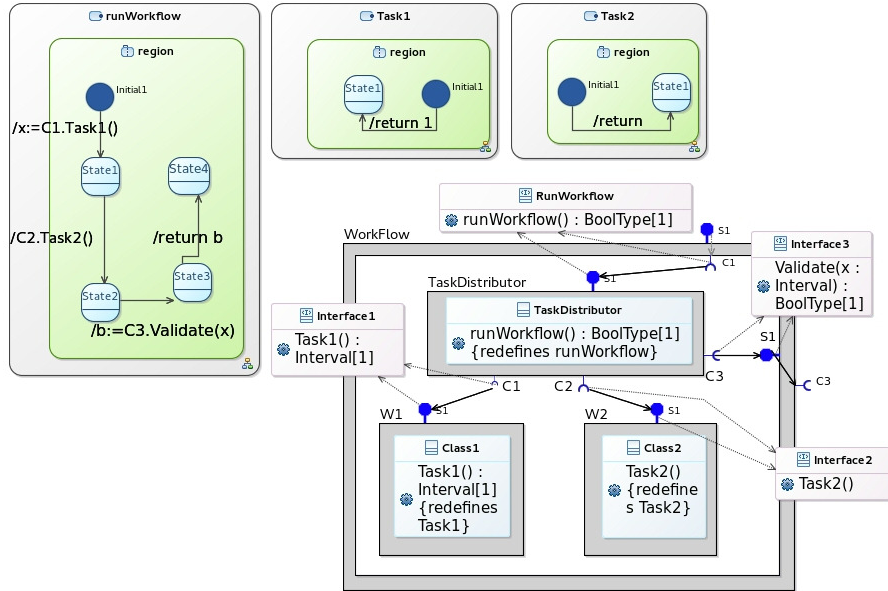 runWorkflow
region
Initial1
/x:=C1.Task1()
State1
State4
/C2.Task2()
/return b
State3
State2
/b:=C3.Validate(x)
Task1
region
State1
Initial1
/return 1
Task2
region
Initial1
State1
/return
RunWorkflow
runWorkflow() : BoolType[1]
S1
WorkFlow
C1
Interface3
Validate(x :
Interval) :
BoolType[1]
TaskDistributor
S1
Interface1
Task1() :
Interval[1]
TaskDistributor
runWorkflow() : BoolType[1]
{redefines runWorkflow}
S1
C3
C3
C1
C2
W1
S1
W2
S1
Class1
Task1() :
Interval[1]
{redefines
Task1}
Class2
Task2()
{redefine
s Task2}
Interface2
Task2()